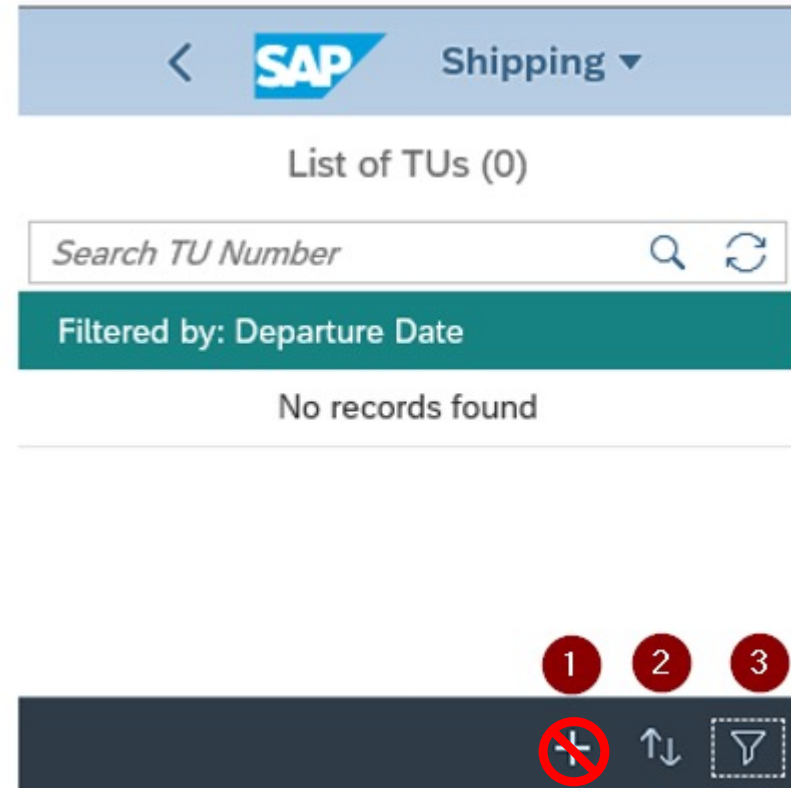 SAP Shipping
List of TUs (0)
Search TU Number
Filtered by: Departure Date
No records found
1 2 3